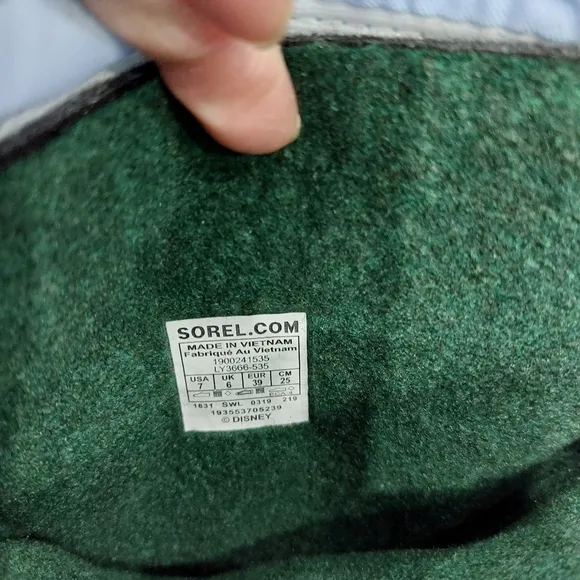 SOREL.COM
MADE IN VIETNAM
Fabriqué Au Vietnam
1900241535
LY3666-535
USA UK EUR CM
7 6 39 25
1631 SWL 0319 219
193553705239
© DISNEY